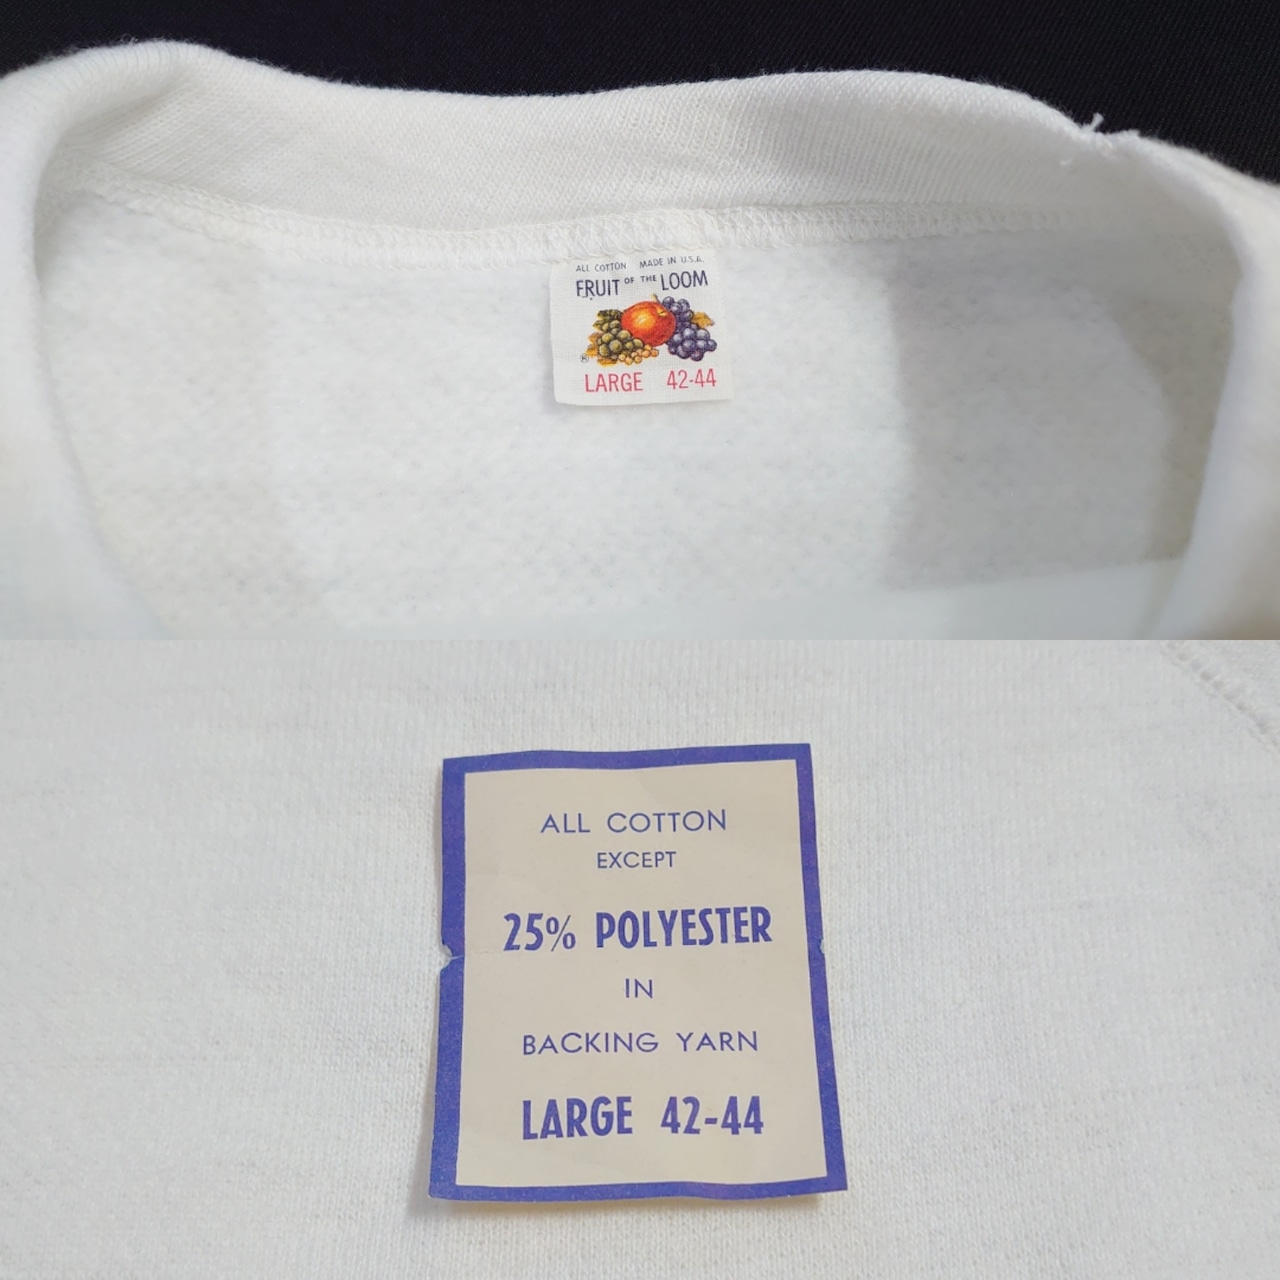 ALL COTTON MADE IN U.S.A.
FRUIT OF THE LOOM
®
LARGE 42-44
ALL COTTON
EXCEPT
25% POLYESTER
IN
BACKING YARN
LARGE 42-44